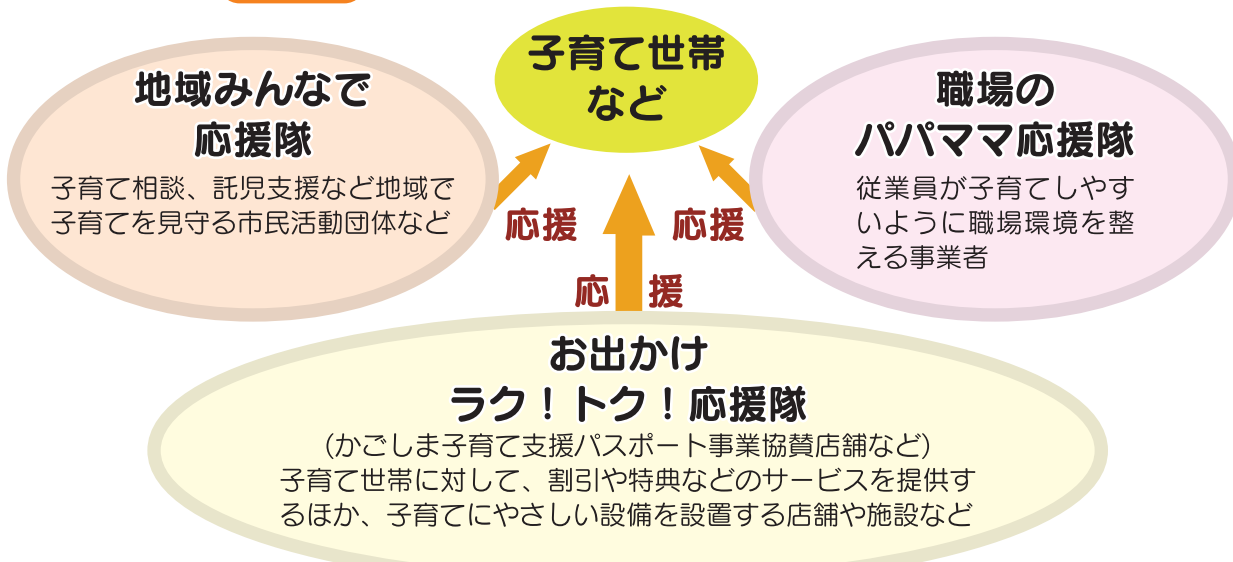 子育て世帯
など
地域みんなで
応援隊
子育て相談、託児支援など地域で
子育てを見守る市民活動団体など
職場の
パパママ応援隊
従業員が子育てしやす
いように職場環境を整
える事業者
応援
応援
応援
お出かけ
ラク！トク！応援隊
（かごしま子育て支援パスポート事業協賛店舗など）
子育て世帯に対して、割引や特典などのサービスを提供す
るほか、子育てにやさしい設備を設置する店舗や施設など